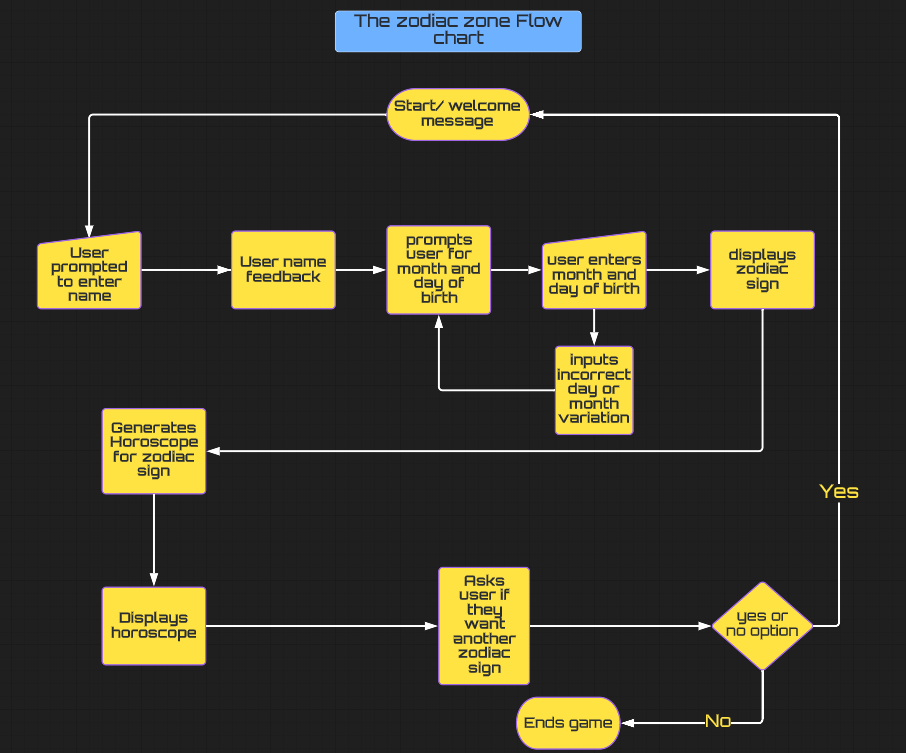 The zodiac zone Flow
chart
Start/ welcome
message
User
prompted
to enter
name
User name
feedback
prompts
user for
month and
day of
birth
user enters
month and
day of birth
displays
zodiac
sign
inputs
incorrect
day or
month
variation
Generates
Horoscope
for zodiac
sign
Yes
Displays
horoscope
Asks
user if
they
want
another
zodiac
sign
yes or
no option
No
Ends game